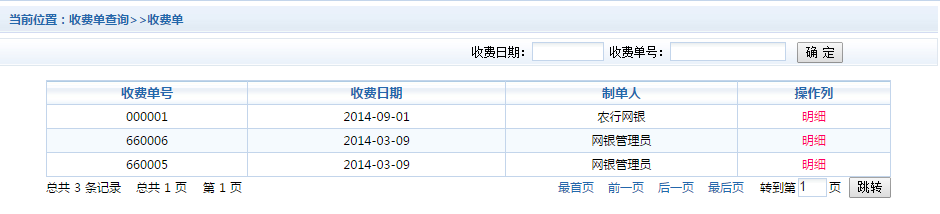 当前位置：收费单查询>>收费单
收费日期： 收费单号： 确 定
收费单号 收费日期 制单人 操作列
000001 2014-09-01 农行网银 明细
660006 2014-03-09 网银管理员 明细
660005 2014-03-09 网银管理员 明细
总共 3 条记录 总共 1 页 第 1 页 最首页 前一页 后一页 最后页 转到第 1 页 跳转